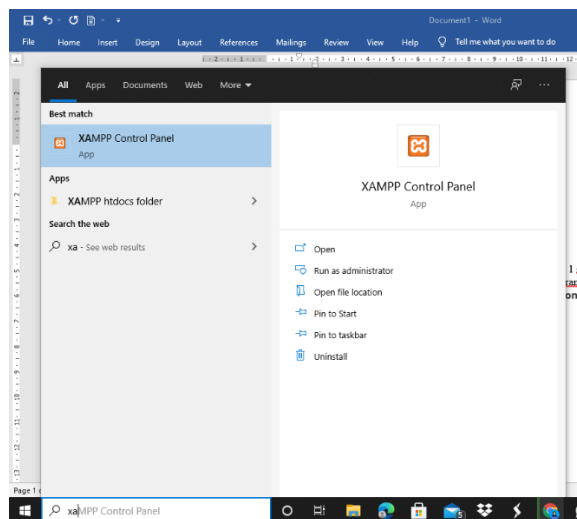 Document1 - Word
File Home Insert Design Layout References Mailings Review View Help Tell me what you want to do
All Apps Documents Web More
Best match
XAMPP Control Panel
App
Apps
XAMPP htdocs folder
Search the web
xa - See web results
XAMPP Control Panel
App
Open
Run as administrator
Open file location
Pin to Start
Pin to taskbar
Uninstall
Page 1
xaMPP Control Panel